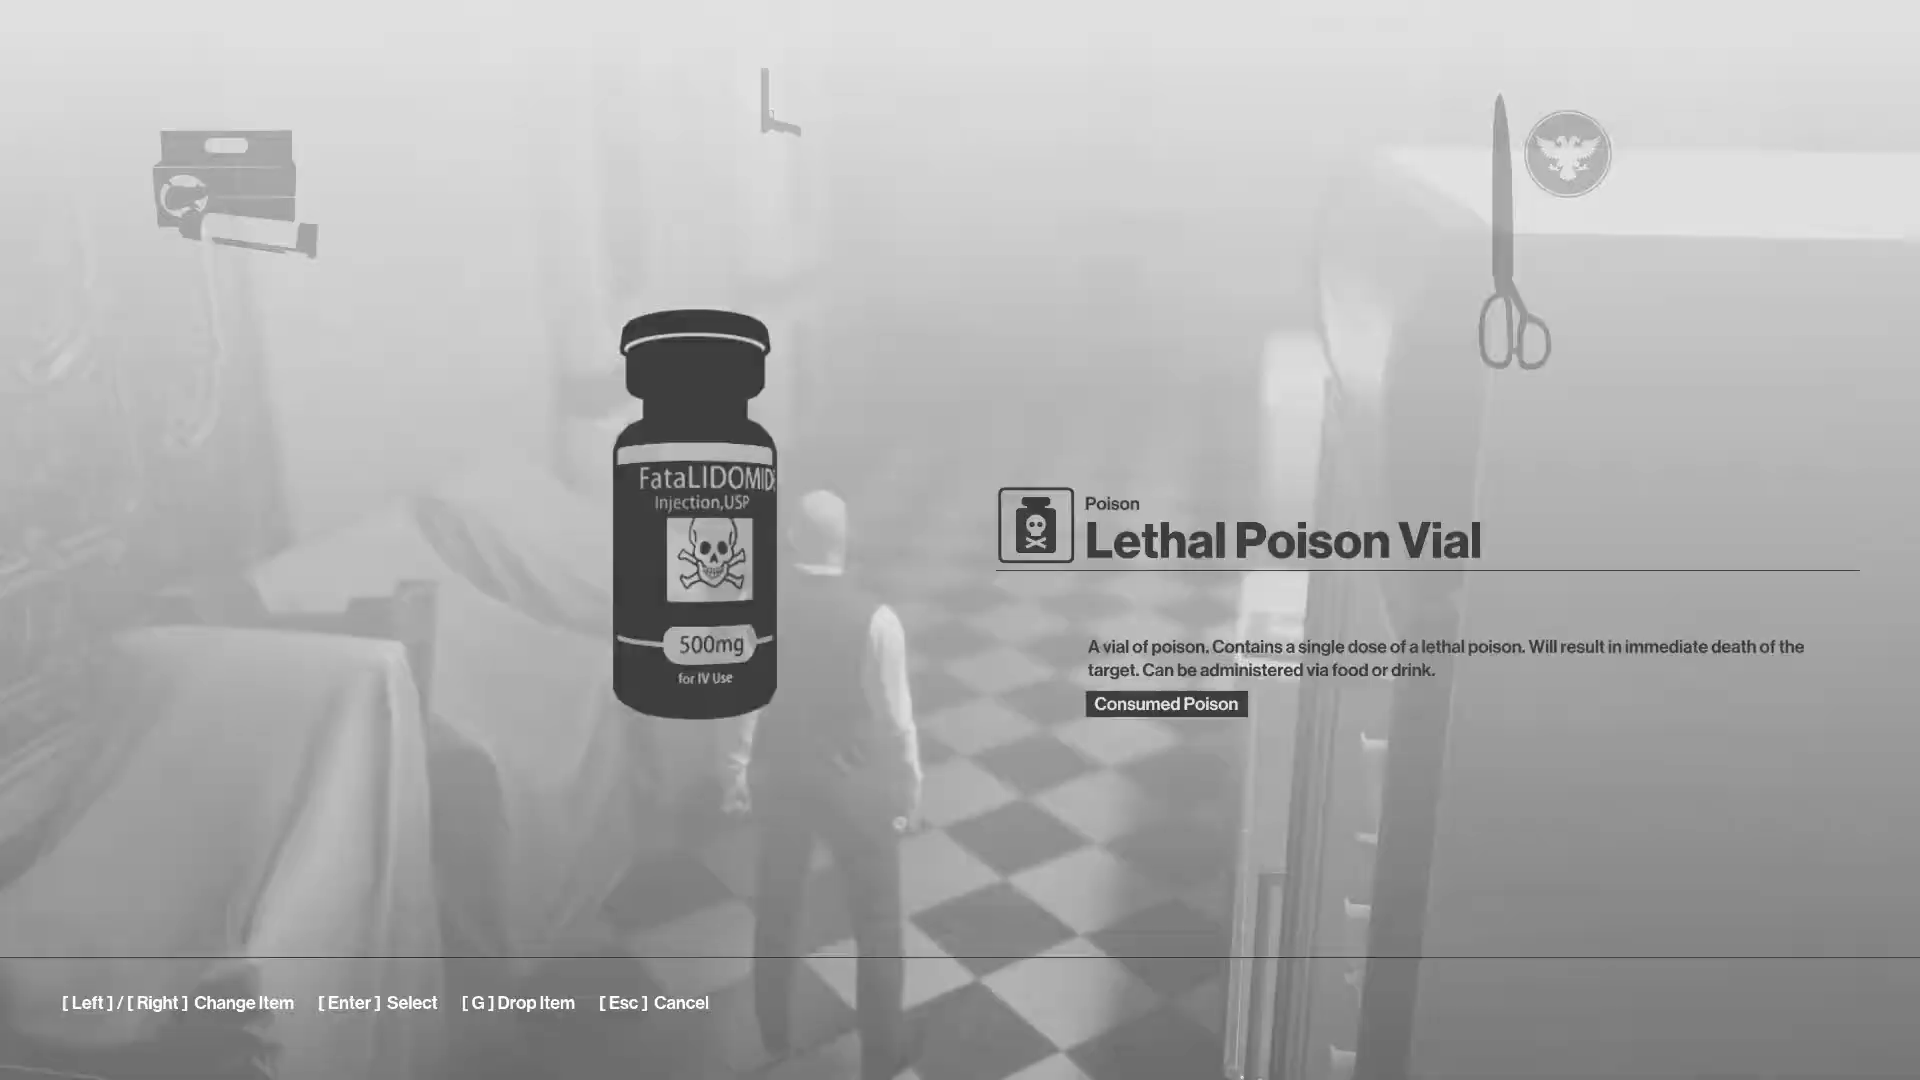 FataLIDOMID
Injection,USP
500mg
for IV Use
Poison
Lethal Poison Vial
A vial of poison. Contains a single dose of a lethal poison. Will result in immediate death of the
target. Can be administered via food or drink.
Consumed Poison
[ Left ] / [ Right ] Change Item [ Enter ] Select [ G ] Drop Item [ Esc ] Cancel